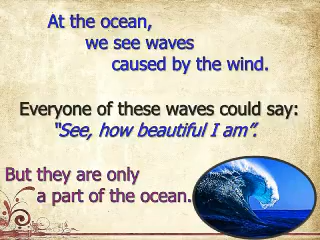 At the ocean,
we see waves
caused by the wind.
Everyone of these waves could say:
"See, how beautiful I am".
But they are only
a part of the ocean.